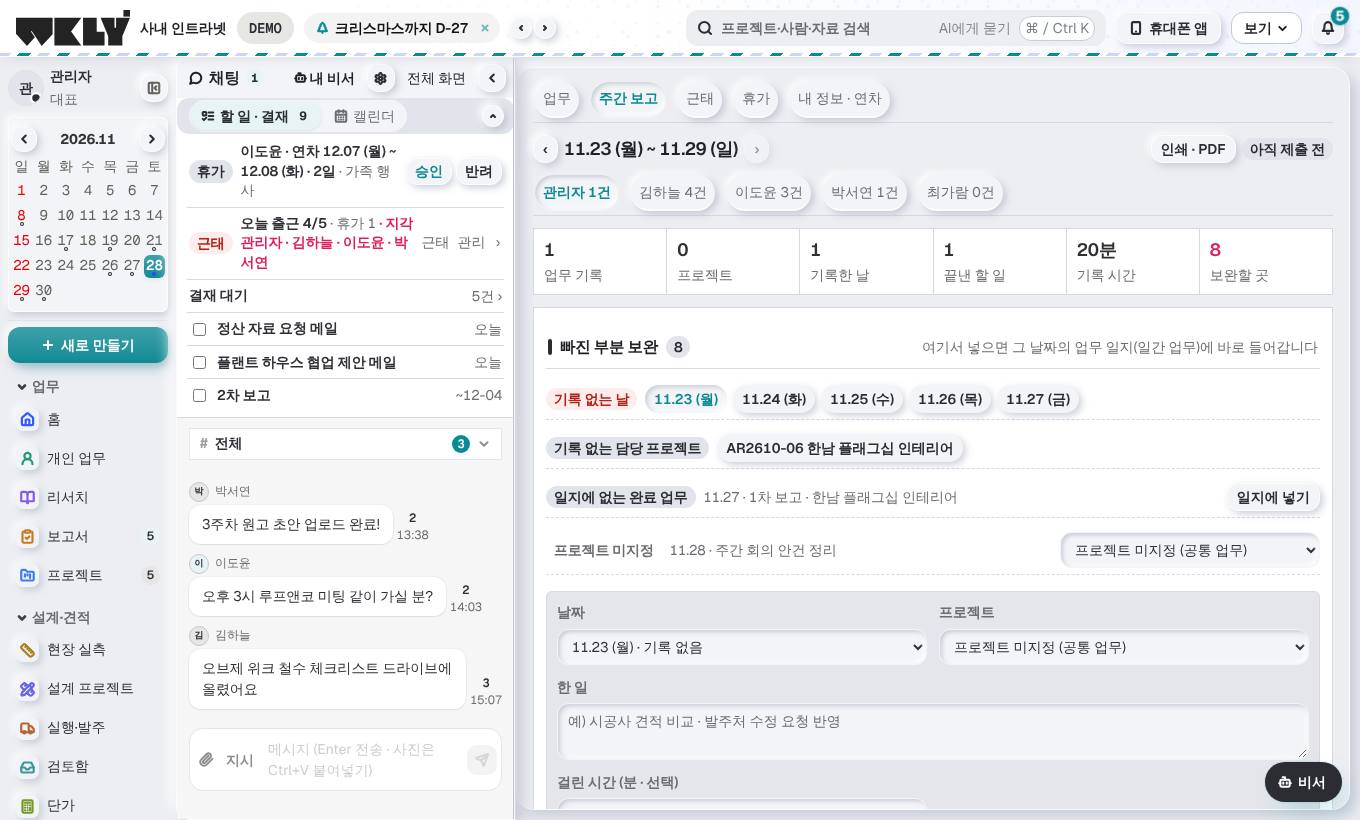 WKLY 사내 인트라넷 DEMO 크리스마스까지 D-27 × ‹ › 프로젝트·사람·자료 검색 AI에게 묻기 ⌘ / Ctrl K 휴대폰 앱 보기 5
관 관리자
대표
2026.11
일 월 화 수 목 금 토
1 2 3 4 5 6 7
8 9 10 11 12 13 14
15 16 17 18 19 20 21
22 23 24 25 26 27 28
29 30
+ 새로 만들기
업무
홈
개인 업무
리서치
보고서 5
프로젝트 5
설계·견적
현장 실측
설계 프로젝트
실행·발주
검토함
단가
채팅 1 내 비서 전체 화면
할 일·결재 9 캘린더
휴가 이도윤 · 연차 12.07 (월) ~
12.08 (화) · 2일 · 가족 행
사
승인 반려
근태 오늘 출근 4/5 · 휴가 1 · 지각
관리자 · 김하늘 · 이도윤 · 박
서연
근태 관리 ›
결재 대기 5건 ›
정산 자료 요청 메일 오늘
플랜트 하우스 협업 제안 메일 오늘
2차 보고 ~12-04
# 전체 3
박 박서연
3주차 원고 초안 업로드 완료! 2
13:38
이 이도윤
오후 3시 루프앤코 미팅 같이 가실 분? 2
14:03
김 김하늘
오브제 위크 철수 체크리스트 드라이브에
올렸어요
3
15:07
지시 메시지 (Enter 전송 · 사진은
Ctrl+V 붙여넣기)
업무 주간 보고 근태 휴가 내 정보 · 연차
‹ 11.23 (월) ~ 11.29 (일) › 인쇄 · PDF 아직 제출 전
관리자 1건 김하늘 4건 이도윤 3건 박서연 1건 최가람 0건
1 0 1 1 20분 8
업무 기록 프로젝트 기록한 날 끝낸 할 일 기록 시간 보완할 곳
빠진 부분 보완 8 여기서 넣으면 그 날짜의 업무 일지(일간 업무)에 바로 들어갑니다
기록 없는 날 11.23 (월) 11.24 (화) 11.25 (수) 11.26 (목) 11.27 (금)
기록 없는 담당 프로젝트 AR2610-06 한남 플래그십 인테리어
일지에 없는 완료 업무 11.27 · 1차 보고 · 한남 플래그십 인테리어 일지에 넣기
프로젝트 미지정 11.28 · 주간 회의 안건 정리 프로젝트 미지정 (공통 업무)
날짜 프로젝트
11.23 (월) · 기록 없음 프로젝트 미지정 (공통 업무)
한 일
예) 시공사 견적 비교 · 발주처 수정 요청 반영
걸린 시간 (분 · 선택)
비서